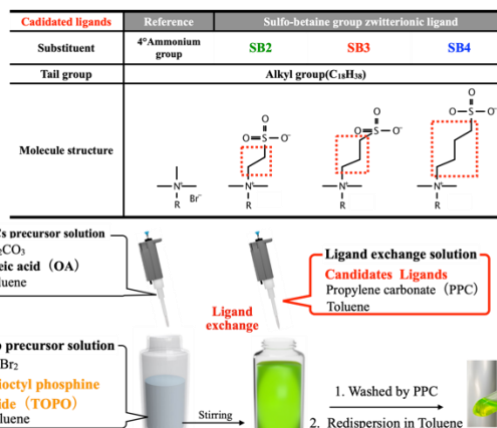 Cadidated ligands Reference Sulfo-betaine group zwitterionic ligand
Substituent 4°Ammonium group SB2 SB3 SB4
Tail group Alkyl group(C₁₈H₃₈)
Molecule structure
O
O=S-O⁻
N⁺
R
Br⁻
O
O=S-O⁻
O
N⁺
R
O
O-S=O
O
N⁺
R
N⁺
R
s precursor solution
CO₃
eic acid（OA）
luene
Ligand exchange solution
Candidates Ligands
Propylene carbonate（PPC）
Toluene
Ligand
exchange
precursor solution
Br₂
ioctyl phosphine
ide（TOPO）
luene
Stirring
1. Washed by PPC
2. Redispersion in Toluene